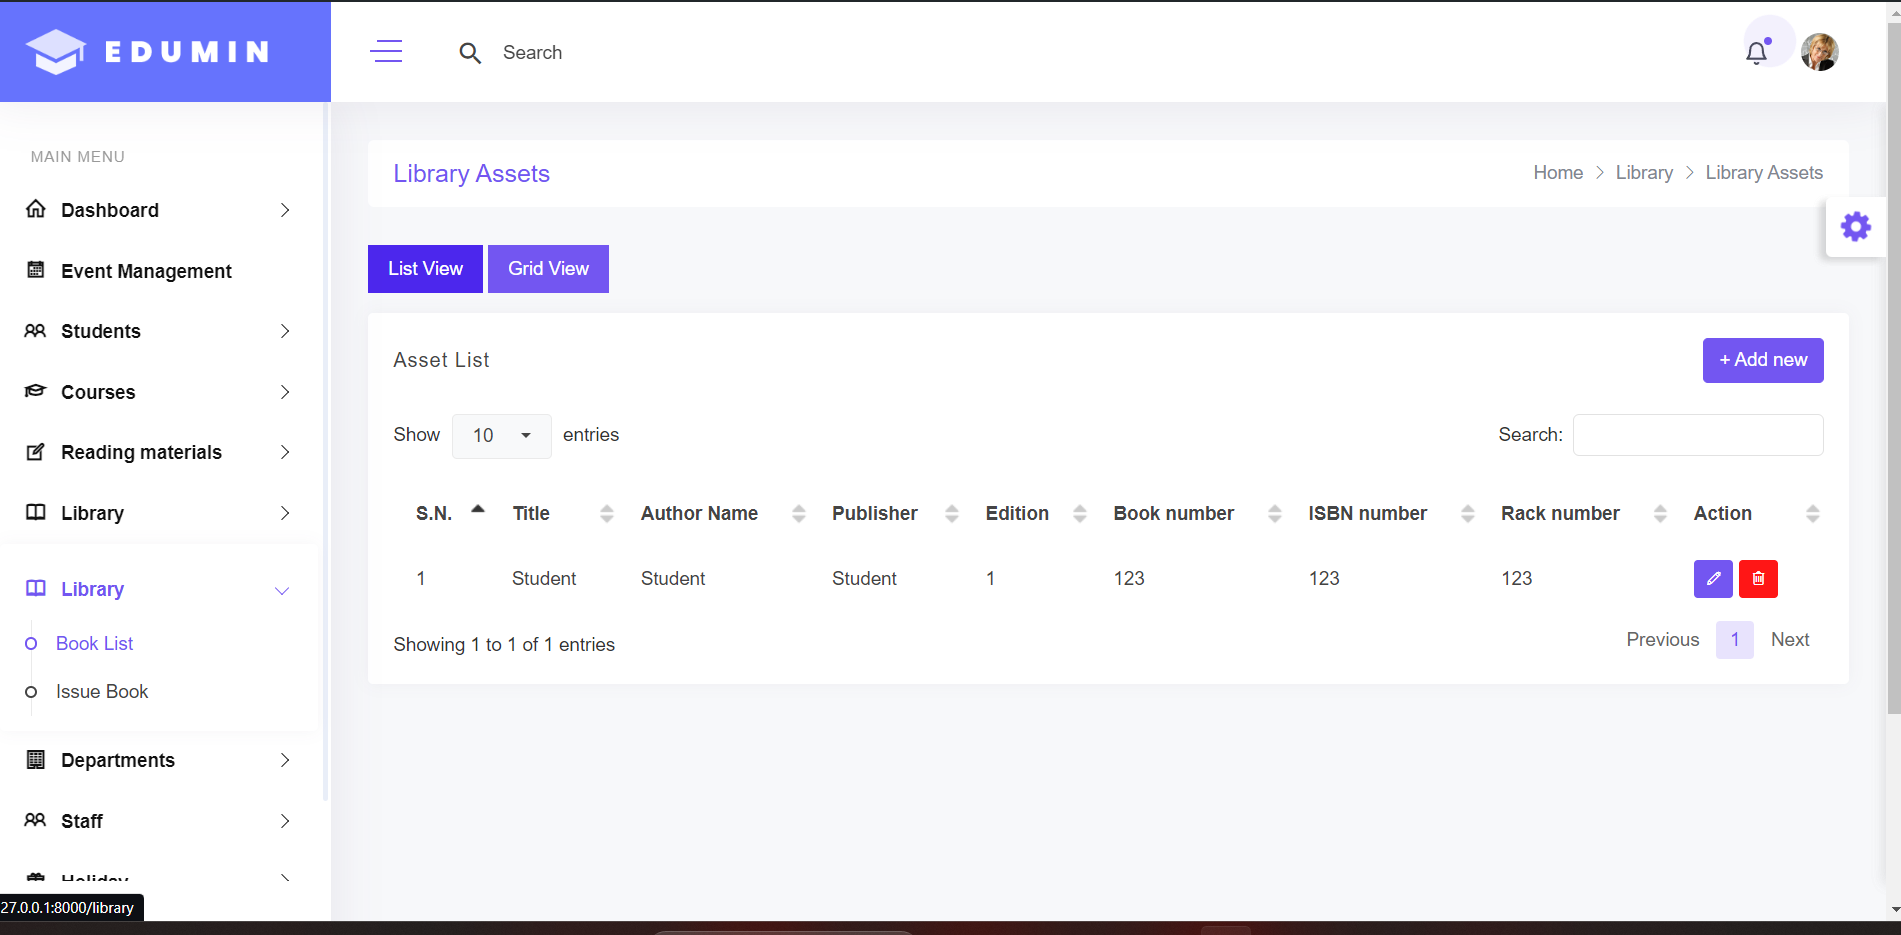 EDUMIN
Search
MAIN MENU
Dashboard
Event Management
Students
Courses
Reading materials
Library
Library
Book List
Issue Book
Departments
Staff
Holiday
27.0.0.1:8000/library
Library Assets
Home > Library > Library Assets
List View Grid View
Asset List
+ Add new
Show 10 entries
Search:
S.N. Title Author Name Publisher Edition Book number ISBN number Rack number Action
1 Student Student Student 1 123 123 123
Showing 1 to 1 of 1 entries
Previous 1 Next